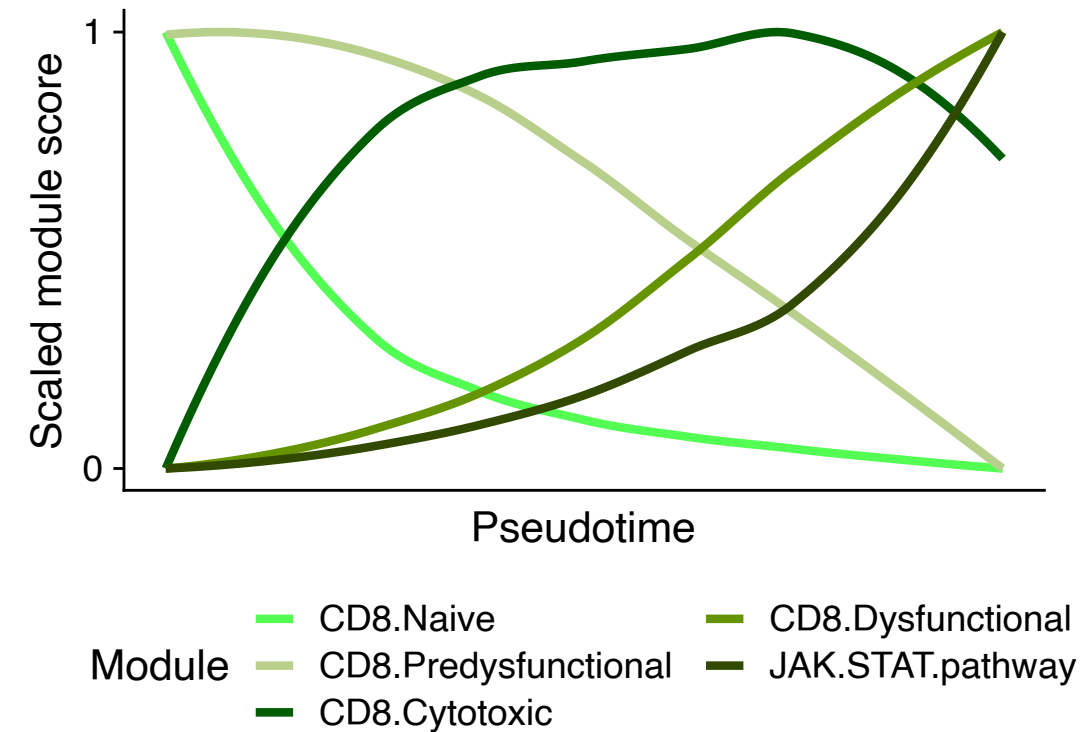 Scaled module score
1
0
Pseudotime
Module
CD8.Naive
CD8.Predysfunctional
CD8.Cytotoxic
CD8.Dysfunctional
JAK.STAT.pathway